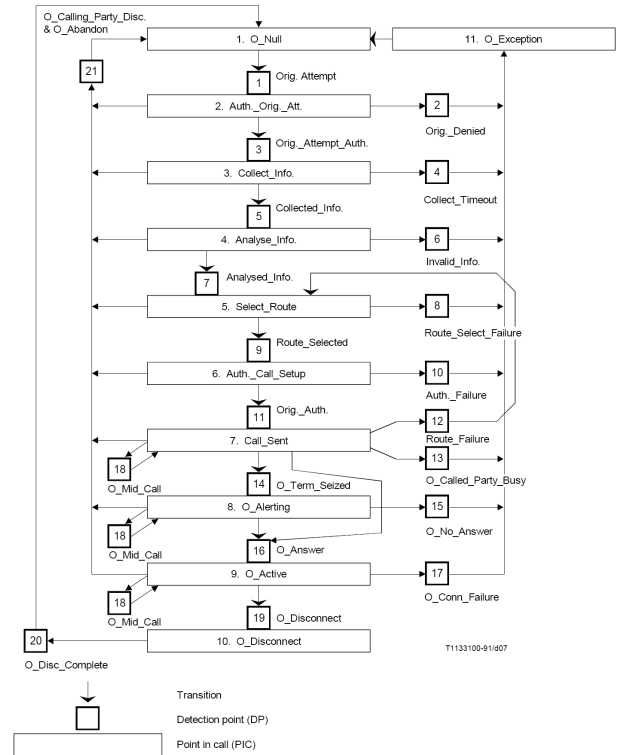 O_Calling_Party_Disc.
& O_Abandon
1. O_Null
11. O_Exception
21
1
Orig. Attempt
2. Auth._Orig._Att.
2
Orig._Denied
3
Orig._Attempt_Auth.
3. Collect_Info.
4
Collect_Timeout
5
Collected_Info.
4. Analyse_Info.
6
Invalid_Info.
7
Analysed_Info.
5. Select_Route
8
Route_Select_Failure
9
Route_Selected
6. Auth._Call_Setup
10
Auth._Failure
11
Orig._Auth.
12
Route_Failure
7. Call_Sent
13
O_Called_Party_Busy
18
O_Mid_Call
14
O_Term_Seized
8. O_Alerting
15
O_No_Answer
18
O_Mid_Call
16
O_Answer
9. O_Active
17
O_Conn_Failure
18
O_Mid_Call
19
O_Disconnect
20
10. O_Disconnect
O_Disc_Complete
T1133100-91/d07
Transition
Detection point (DP)
Point in call (PIC)